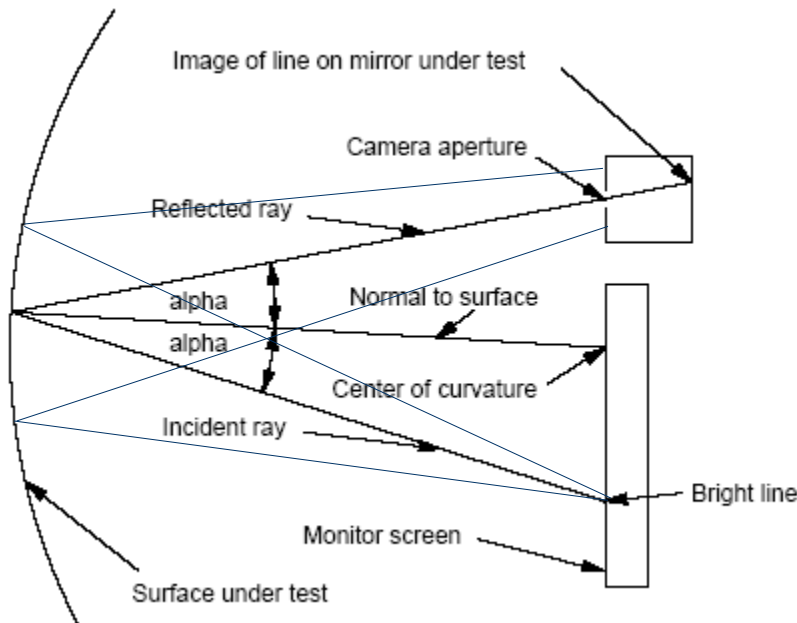 Image of line on mirror under test
Camera aperture
Reflected ray
alpha
Normal to surface
alpha
Center of curvature
Incident ray
Bright line
Monitor screen
Surface under test